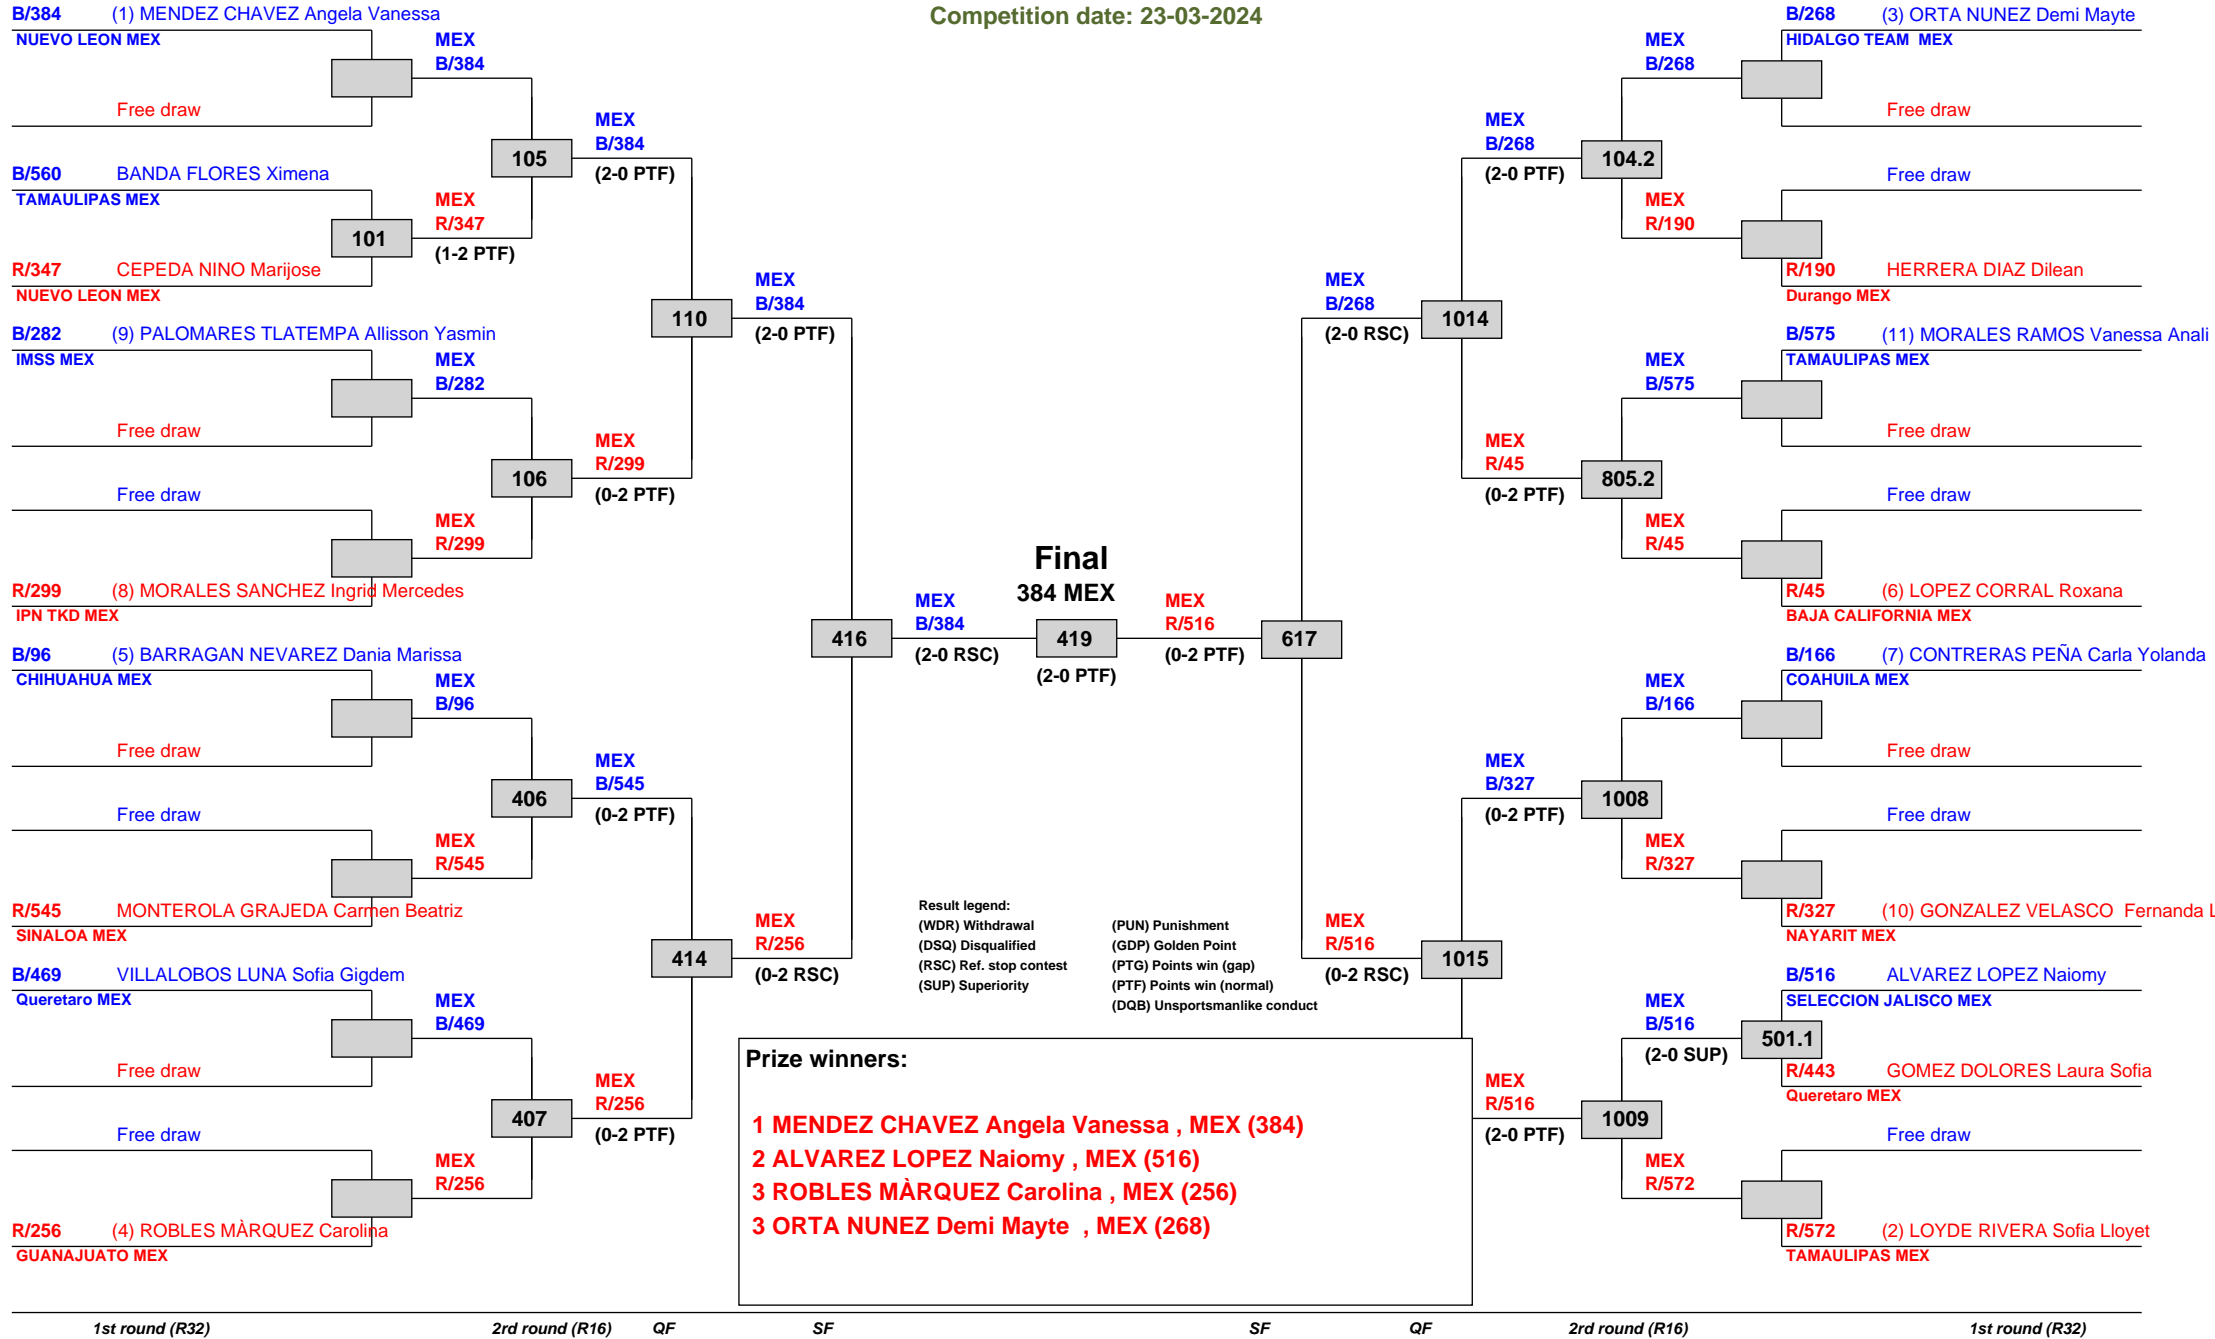 Competition date: 23-03-2024
B/384 (1) MENDEZ CHAVEZ Angela Vanessa
NUEVO LEON MEX
MEX
B/384
Free draw
105
MEX
B/384
(2-0 PTF)
B/560 BANDA FLORES Ximena
TAMAULIPAS MEX
101
MEX
R/347
(1-2 PTF)
R/347 CEPEDA NINO Marijose
NUEVO LEON MEX
110
MEX
B/384
(2-0 PTF)
B/282 (9) PALOMARES TLATEMPA Allisson Yasmin
IMSS MEX
MEX
B/282
Free draw
106
MEX
R/299
(0-2 PTF)
Free draw
MEX
R/299
R/299 (8) MORALES SANCHEZ Ingrid Mercedes
IPN TKD MEX
416
MEX
B/384
(2-0 RSC)
B/96 (5) BARRAGAN NEVAREZ Dania Marissa
CHIHUAHUA MEX
MEX
B/96
Free draw
406
MEX
B/545
(0-2 PTF)
Free draw
MEX
R/545
R/545 MONTEROLA GRAJEDA Carmen Beatriz
SINALOA MEX
414
MEX
R/256
(0-2 RSC)
B/469 VILLALOBOS LUNA Sofia Gigdem
Queretaro MEX
MEX
B/469
Free draw
407
MEX
R/256
(0-2 PTF)
Free draw
MEX
R/256
R/256 (4) ROBLES MÀRQUEZ Carolina
GUANAJUATO MEX
Final
384 MEX
419
(2-0 PTF)
MEX
R/516
(0-2 PTF)
617
B/268 (3) ORTA NUNEZ Demi Mayte
HIDALGO TEAM MEX
MEX
B/268
Free draw
MEX
B/268
(2-0 PTF)
104.2
Free draw
MEX
R/190
R/190 HERRERA DIAZ Dilean
Durango MEX
MEX
B/268
(2-0 RSC)
1014
B/575 (11) MORALES RAMOS Vanessa Anali
TAMAULIPAS MEX
MEX
B/575
Free draw
MEX
R/45
(0-2 PTF)
805.2
Free draw
MEX
R/45
R/45 (6) LOPEZ CORRAL Roxana
BAJA CALIFORNIA MEX
B/166 (7) CONTRERAS PEÑA Carla Yolanda
COAHUILA MEX
MEX
B/166
Free draw
MEX
B/327
(0-2 PTF)
1008
Free draw
MEX
R/327
R/327 (10) GONZALEZ VELASCO Fernanda L
NAYARIT MEX
MEX
R/516
(0-2 RSC)
1015
B/516 ALVAREZ LOPEZ Naiomy
SELECCION JALISCO MEX
MEX
B/516
(2-0 SUP)
501.1
R/443 GOMEZ DOLORES Laura Sofia
Queretaro MEX
MEX
R/516
(2-0 PTF)
1009
Free draw
MEX
R/572
R/572 (2) LOYDE RIVERA Sofia Lloyet
TAMAULIPAS MEX
Result legend:
(WDR) Withdrawal
(DSQ) Disqualified
(RSC) Ref. stop contest
(SUP) Superiority
(PUN) Punishment
(GDP) Golden Point
(PTG) Points win (gap)
(PTF) Points win (normal)
(DQB) Unsportsmanlike conduct
Prize winners:
1 MENDEZ CHAVEZ Angela Vanessa , MEX (384)
2 ALVAREZ LOPEZ Naiomy , MEX (516)
3 ROBLES MÀRQUEZ Carolina , MEX (256)
3 ORTA NUNEZ Demi Mayte , MEX (268)
1st round (R32) 2rd round (R16) QF SF SF QF 2rd round (R16) 1st round (R32)